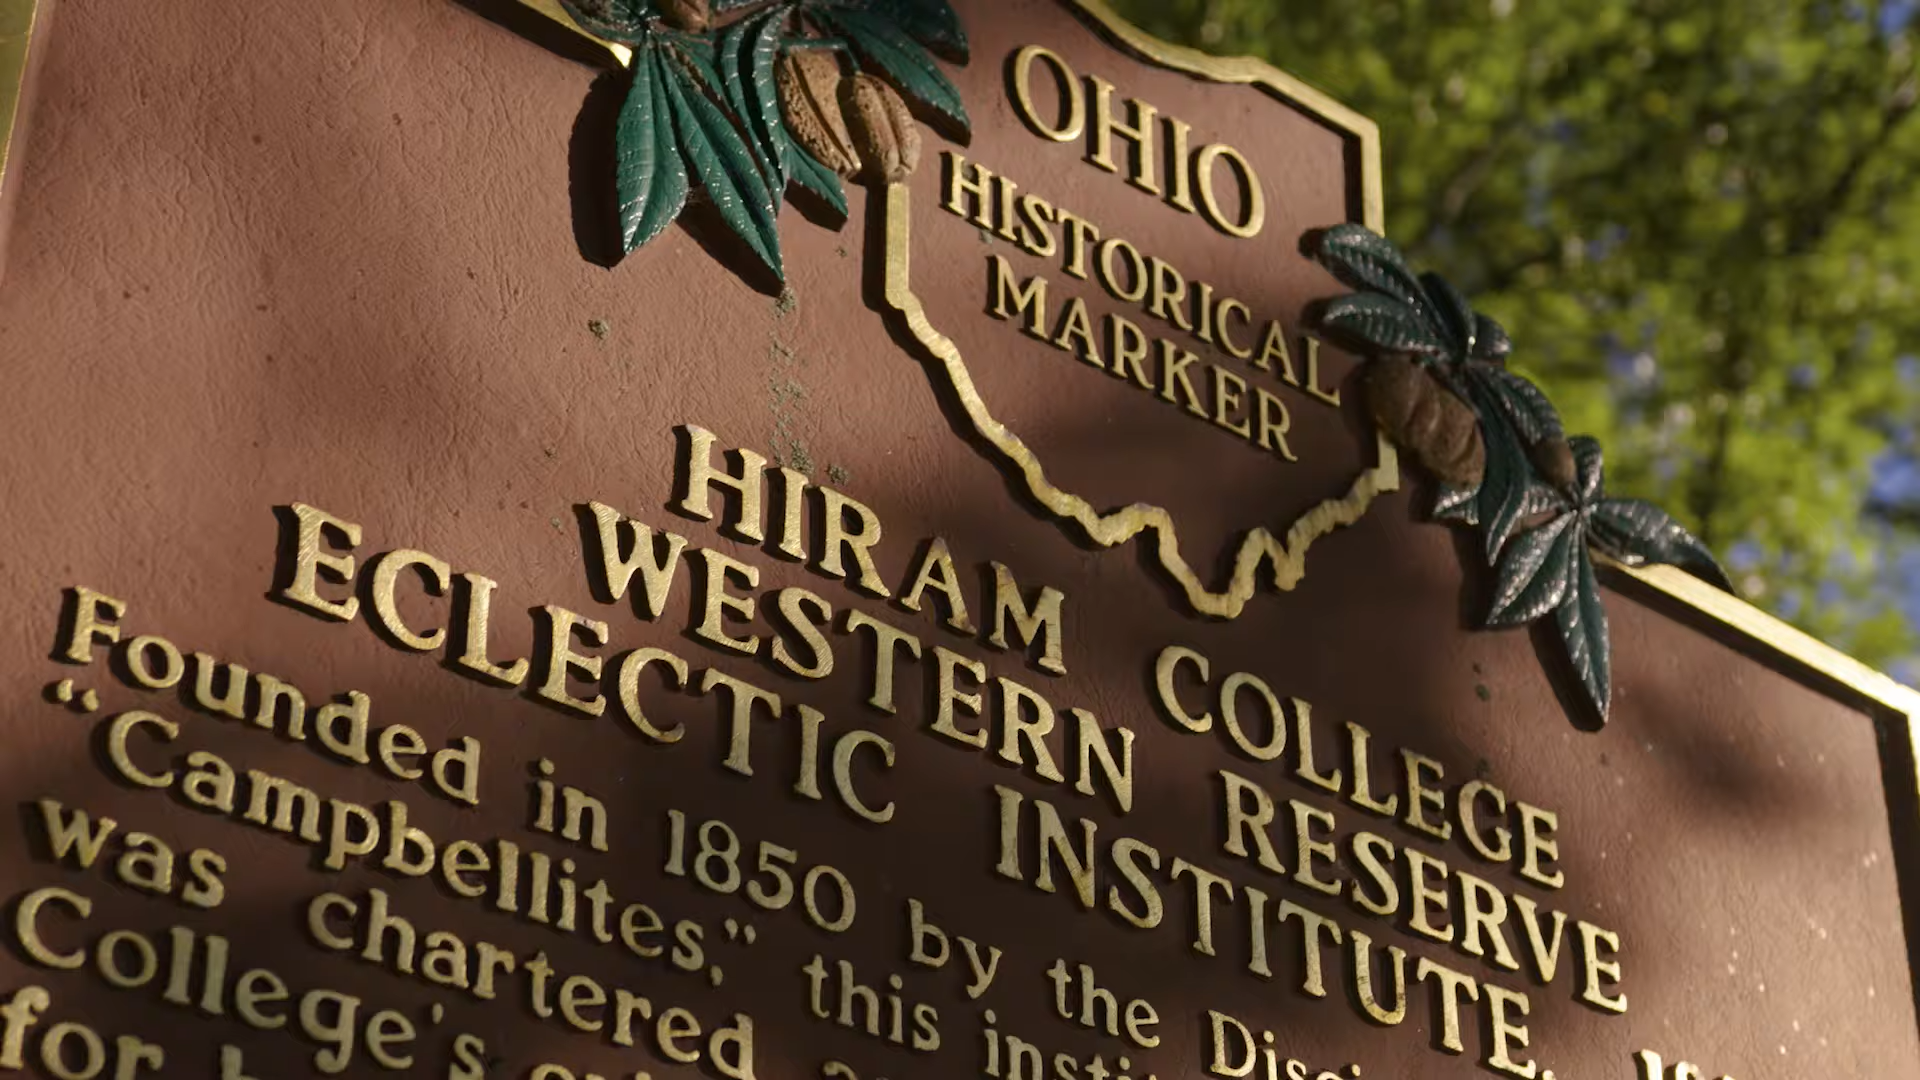 OHIO
HISTORICAL
MARKER
HIRAM COLLEGE
WESTERN RESERVE
ECLECTIC INSTITUTE,
Founded in 1850 by the
“Campbellites,” this
was chartered
College's
for